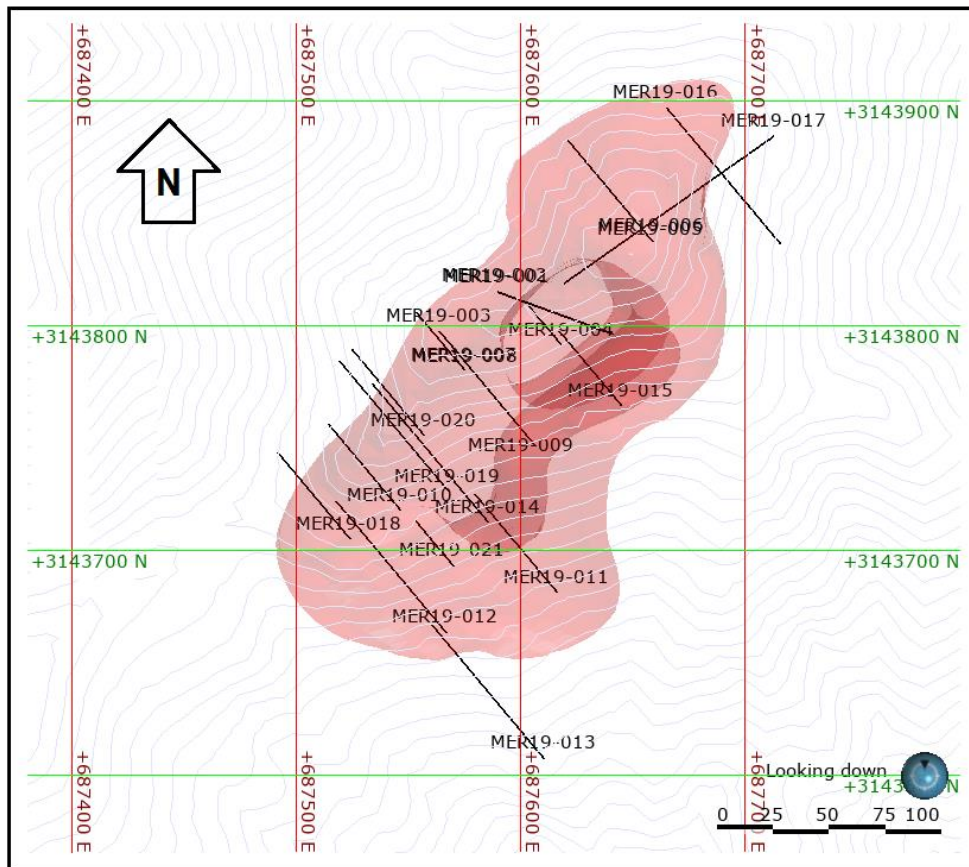 +687400 E
+687500 E
+687600 E
+687700 E
MER19-016
+3143900 N
MER19-017
N
MER19-006
MER19-005
MER19-002
MER19-003
MER19-004
+3143800 N
+3143800 N
MER19-008
MER19-015
MER19-020
MER19-009
MER19-019
MER19-010
MER19-014
MER19-018
MER19-021
+3143700 N
+3143700 N
MER19-011
MER19-012
MER19-013
+687400 E
+687500 E
+687600 E
+687700 E
Looking down
0 25 50 75 100